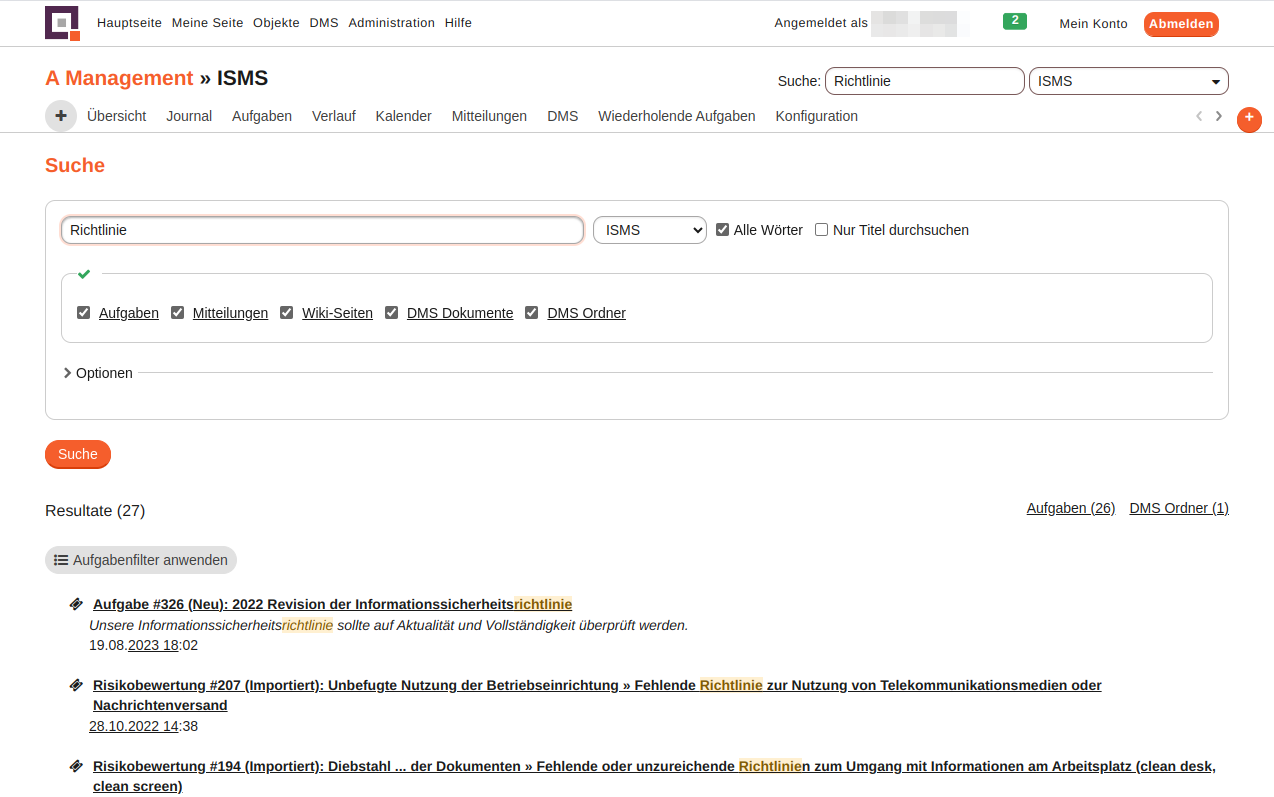 Hauptseite Meine Seite Objekte DMS Administration Hilfe
Angemeldet als
2
Mein Konto
Abmelden
A Management » ISMS
Suche: Richtlinie ISMS
+ Übersicht Journal Aufgaben Verlauf Kalender Mitteilungen DMS Wiederholende Aufgaben Konfiguration
+
Suche
Richtlinie ISMS Alle Wörter Nur Titel durchsuchen
Aufgaben Mitteilungen Wiki-Seiten DMS Dokumente DMS Ordner
Optionen
Suche
Resultate (27)
Aufgaben (26) DMS Ordner (1)
Aufgabenfilter anwenden
Aufgabe #326 (Neu): 2022 Revision der Informationssicherheitsrichtlinie
Unsere Informationssicherheitsrichtlinie sollte auf Aktualität und Vollständigkeit überprüft werden.
19.08.2023 18:02
Risikobewertung #207 (Importiert): Unbefugte Nutzung der Betriebseinrichtung » Fehlende Richtlinie zur Nutzung von Telekommunikationsmedien oder
Nachrichtenversand
28.10.2022 14:38
Risikobewertung #194 (Importiert): Diebstahl ... der Dokumenten » Fehlende oder unzureichende Richtlinien zum Umgang mit Informationen am Arbeitsplatz (clean desk,
clean screen)